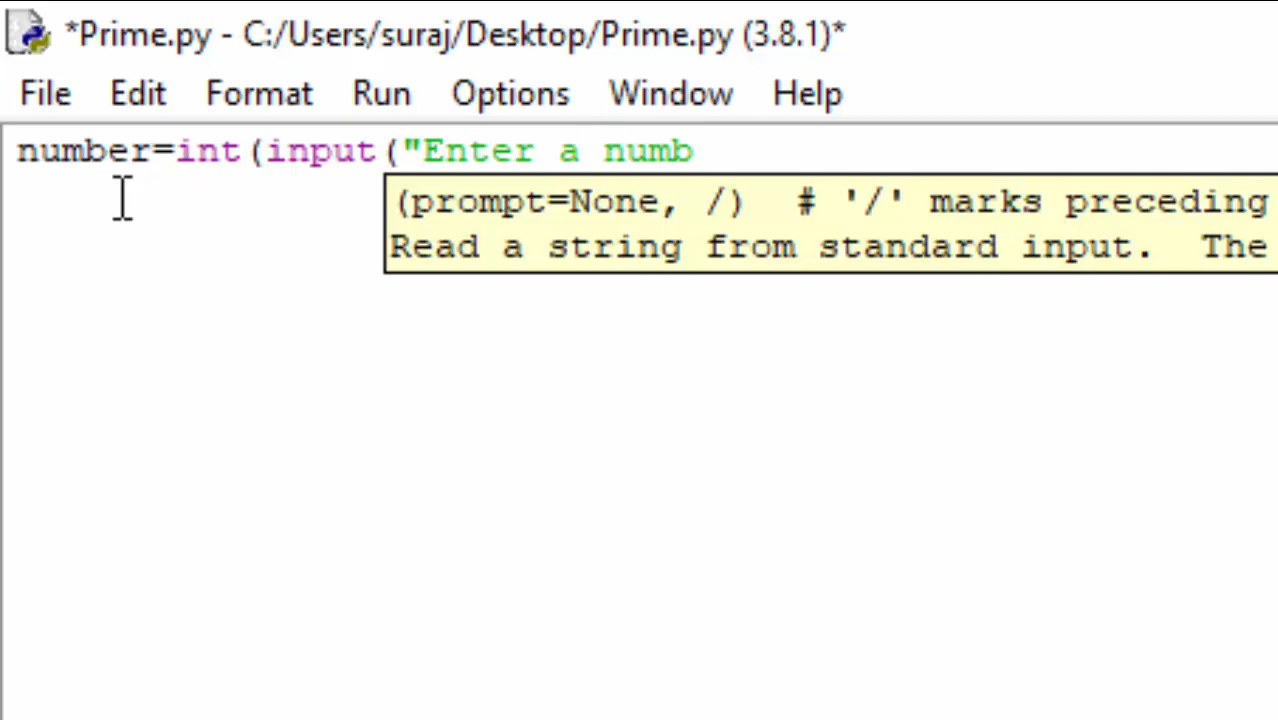 *Prime.py - C:/Users/suraj/Desktop/Prime.py (3.8.1)*
File Edit Format Run Options Window Help
number=int(input("Enter a numb
(prompt=None, /)  # '/' marks preceding
Read a string from standard input.  The